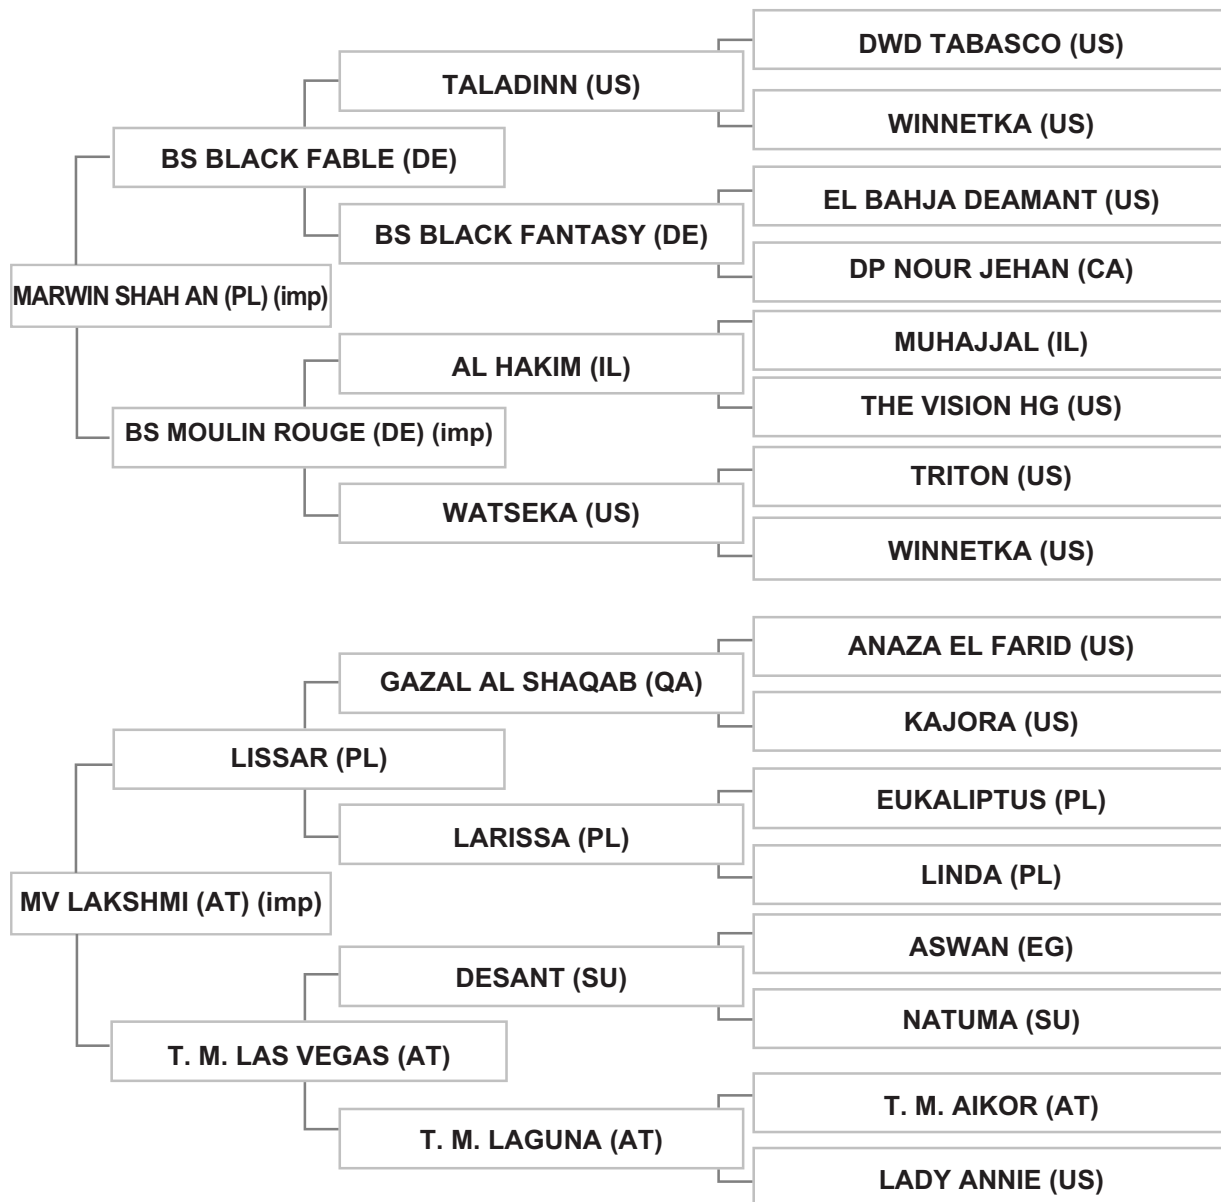 DWD TABASCO (US)
TALADINN (US)
WINNETKA (US)
BS BLACK FABLE (DE)
EL BAHJA DEAMANT (US)
BS BLACK FANTASY (DE)
DP NOUR JEHAN (CA)
MARWIN SHAH AN (PL) (imp)
MUHAJJAL (IL)
AL HAKIM (IL)
THE VISION HG (US)
BS MOULIN ROUGE (DE) (imp)
TRITON (US)
WATSEKA (US)
WINNETKA (US)
ANAZA EL FARID (US)
GAZAL AL SHAQAB (QA)
KAJORA (US)
LISSAR (PL)
EUKALIPTUS (PL)
LARISSA (PL)
LINDA (PL)
MV LAKSHMI (AT) (imp)
ASWAN (EG)
DESANT (SU)
NATUMA (SU)
T. M. LAS VEGAS (AT)
T. M. AIKOR (AT)
T. M. LAGUNA (AT)
LADY ANNIE (US)